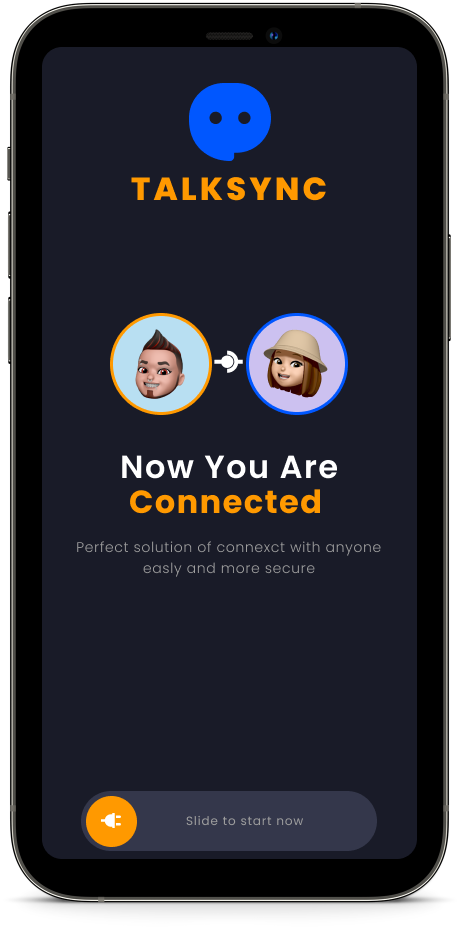 TALKSYNC
Now You Are
Connected
Perfect solution of connexct with anyone
easly and more secure
Slide to start now